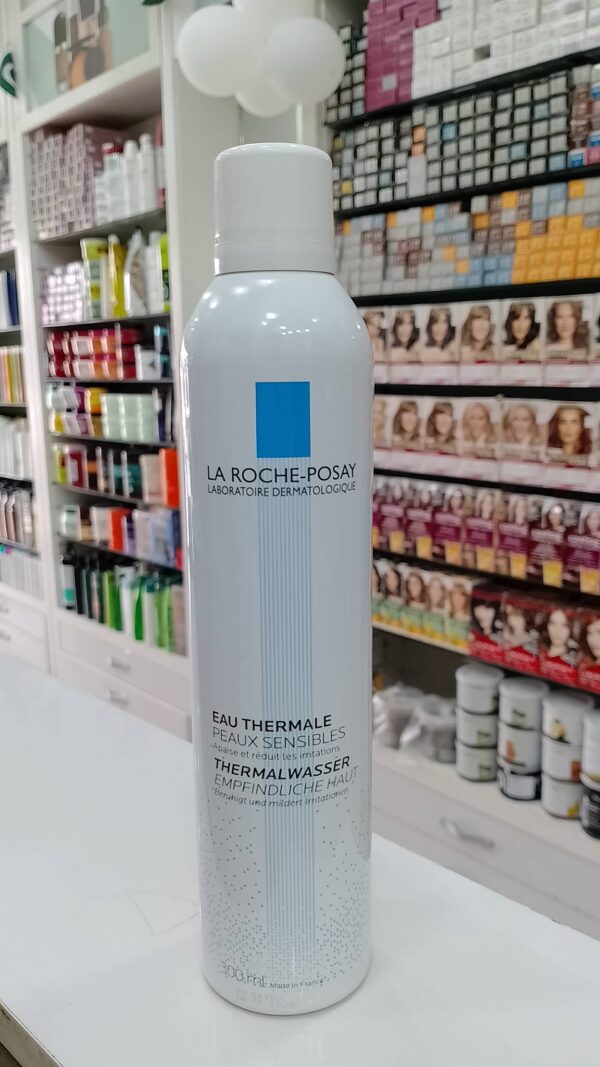 LA ROCHE-POSAY
LABORATOIRE DERMATOLOGIQUE
EAU THERMALE
PEAUX SENSIBLES
Apaise et réduit les irritations
THERMALWASSER
EMPFINDLICHE HAUT
Beruhigt und mildert Irritationen
300 ml Made In France